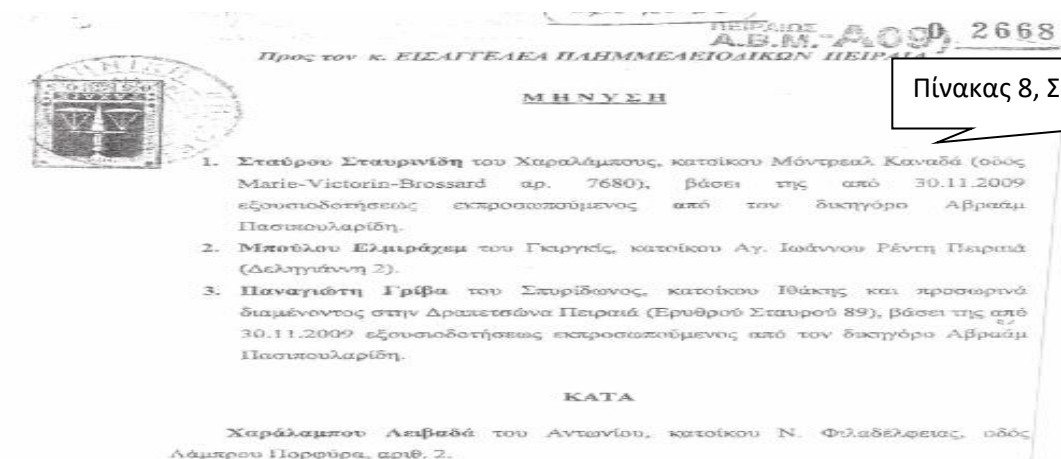 ΠΕΙΡΑΙΩΣ
Α.Β.Μ.-Α09 2668
Προς τον κ. ΕΙΣΑΓΓΕΛΕΑ ΠΛΗΜΜΕΛΕΙΟΔΙΚΩΝ ΠΕΙΡΑΙΑ
Πίνακας 8, Σ
ΜΗΝΥΣΗ
1. Σταύρου Σταυρινίδη του Χαραλάμπους, κατοίκου Μόντρεαλ Καναδά (οδός
Marie-Victorin-Brossard αρ. 7680), βάσει της από 30.11.2009
εξουσιοδοτήσεως εκπροσωπούμενος από τον δικηγόρο Αβραάμ
Πασιπουλαρίδη.
2. Μπούλου Ελμιράχεμ του Γκιργκίς, κατοίκου Αγ. Ιωάννου Ρέντη Πειραιά
(Δεληγιάννη 2).
3. Παναγιώτη Γρίβα του Σπυρίδωνος, κατοίκου Ιθάκης και προσωρινά
διαμένοντος στην Δραπετσώνα Πειραιά (Ερυθρού Σταυρού 89), βάσει της από
30.11.2009 εξουσιοδοτήσεως εκπροσωπούμενος από τον δικηγόρο Αβραάμ
Πασιπουλαρίδη.
ΚΑΤΑ
Χαράλαμπου Λειβαδά του Αντωνίου, κατοίκου Ν. Φιλαδέλφειας, οδός
Λάμπρου Πορφύρα, αριθ. 2.